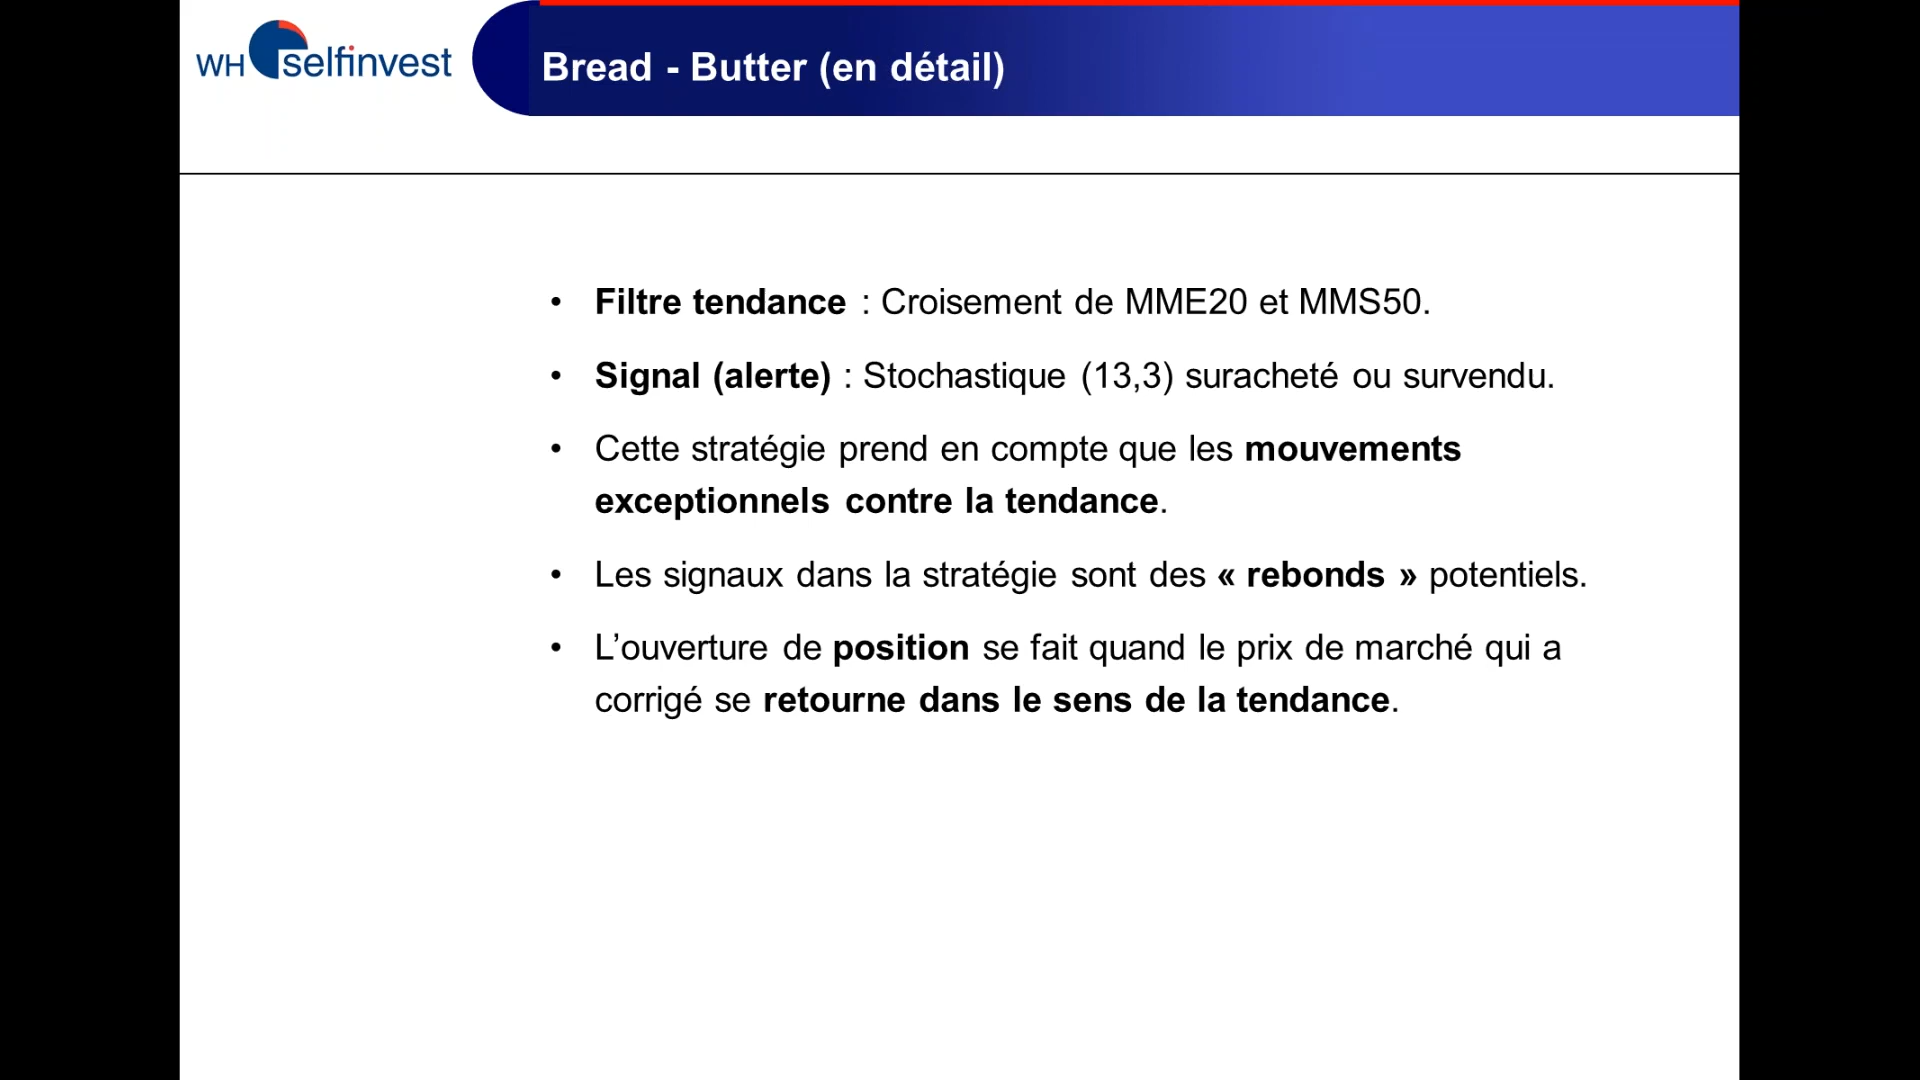 WH selfinvest
Bread - Butter (en détail)
• Filtre tendance : Croisement de MME20 et MMS50.
• Signal (alerte) : Stochastique (13,3) suracheté ou survendu.
• Cette stratégie prend en compte que les mouvements
exceptionnels contre la tendance.
• Les signaux dans la stratégie sont des « rebonds » potentiels.
• L’ouverture de position se fait quand le prix de marché qui a
corrigé se retourne dans le sens de la tendance.